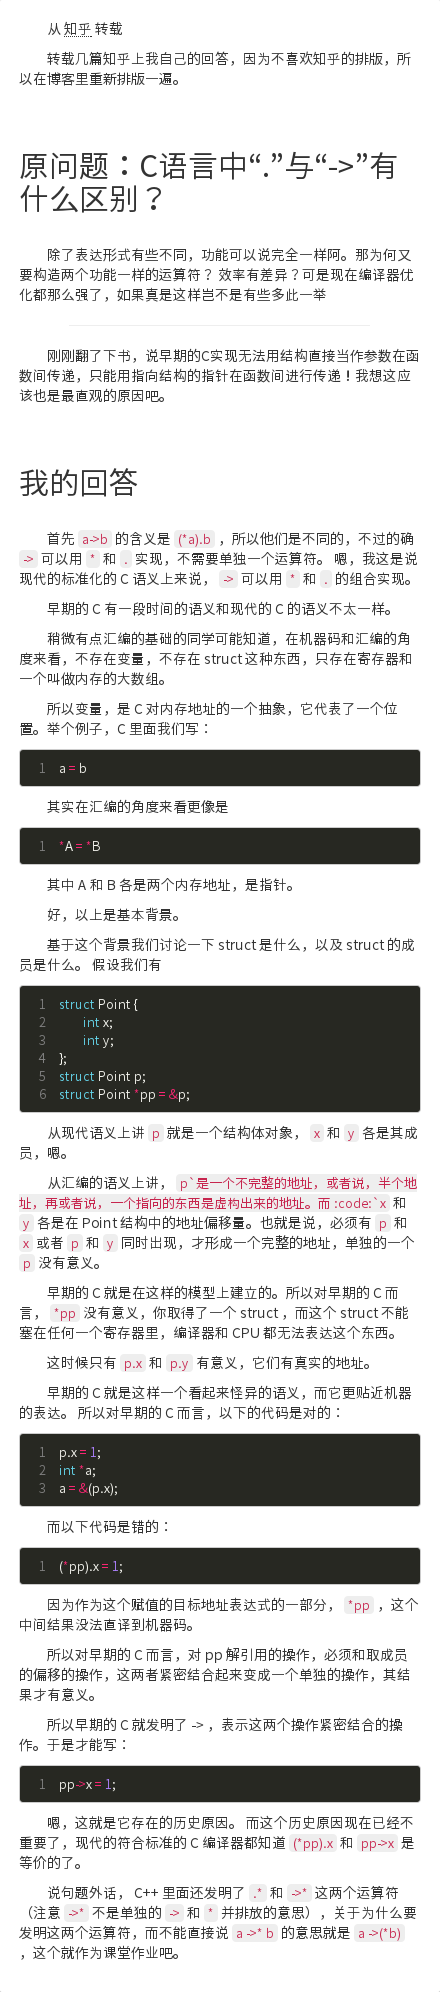 从 知乎 转载
转载几篇知乎上我自己的回答，因为不喜欢知乎的排版，所
以在博客里重新排版一遍。
原问题：C语言中“.”与“->”有
什么区别？
除了表达形式有些不同，功能可以说完全一样阿。那为何又
要构造两个功能一样的运算符？ 效率有差异？可是现在编译器优
化都那么强了，如果真是这样岂不是有些多此一举
刚刚翻了下书，说早期的C实现无法用结构直接当作参数在函
数间传递，只能用指向结构的指针在函数间进行传递！我想这应
该也是最直观的原因吧。
我的回答
首先 a->b 的含义是 (*a).b ，所以他们是不同的，不过的确
-> 可以用 * 和 . 实现，不需要单独一个运算符。 嗯，我这是说
现代的标准化的 C 语义上来说， -> 可以用 * 和 . 的组合实现。
早期的 C 有一段时间的语义和现代的 C 的语义不太一样。
稍微有点汇编的基础的同学可能知道，在机器码和汇编的角
度来看，不存在变量，不存在 struct 这种东西，只存在寄存器和
一个叫做内存的大数组。
所以变量，是 C 对内存地址的一个抽象，它代表了一个位
置。举个例子，C 里面我们写：
1 a = b
其实在汇编的角度来看更像是
1 *A = *B
其中 A 和 B 各是两个内存地址，是指针。
好，以上是基本背景。
基于这个背景我们讨论一下 struct 是什么，以及 struct 的成
员是什么。 假设我们有
1 struct Point {
2 int x;
3 int y;
4 };
5 struct Point p;
6 struct Point *pp = &p;
从现代语义上讲 p 就是一个结构体对象， x 和 y 各是其成
员，嗯。
从汇编的语义上讲， p`是一个不完整的地址，或者说，半个地
址，再或者说，一个指向的东西是虚构出来的地址。而 :code:`x 和
y 各是在 Point 结构中的地址偏移量。也就是说，必须有 p 和
x 或者 p 和 y 同时出现，才形成一个完整的地址，单独的一个
p 没有意义。
早期的 C 就是在这样的模型上建立的。所以对早期的 C 而
言， *pp 没有意义，你取得了一个 struct ，而这个 struct 不能
塞在任何一个寄存器里，编译器和 CPU 都无法表达这个东西。
这时候只有 p.x 和 p.y 有意义，它们有真实的地址。
早期的 C 就是这样一个看起来怪异的语义，而它更贴近机器
的表达。 所以对早期的 C 而言，以下的代码是对的：
1 p.x = 1;
2 int *a;
3 a = &(p.x);
而以下代码是错的：
1 (*pp).x = 1;
因为作为这个赋值的目标地址表达式的一部分， *pp ，这个
中间结果没法直译到机器码。
所以对早期的 C 而言，对 pp 解引用的操作，必须和取成员
的偏移的操作，这两者紧密结合起来变成一个单独的操作，其结
果才有意义。
所以早期的 C 就发明了 -> ，表示这两个操作紧密结合的操
作。于是才能写：
1 pp->x = 1;
嗯，这就是它存在的历史原因。 而这个历史原因现在已经不
重要了，现代的符合标准的 C 编译器都知道 (*pp).x 和 pp->x 是
等价的了。
说句题外话， C++ 里面还发明了 .* 和 ->* 这两个运算符
（注意 ->* 不是单独的 -> 和 * 并排放的意思），关于为什么要
发明这两个运算符，而不能直接说 a ->* b 的意思就是 a ->(*b)
，这个就作为课堂作业吧。